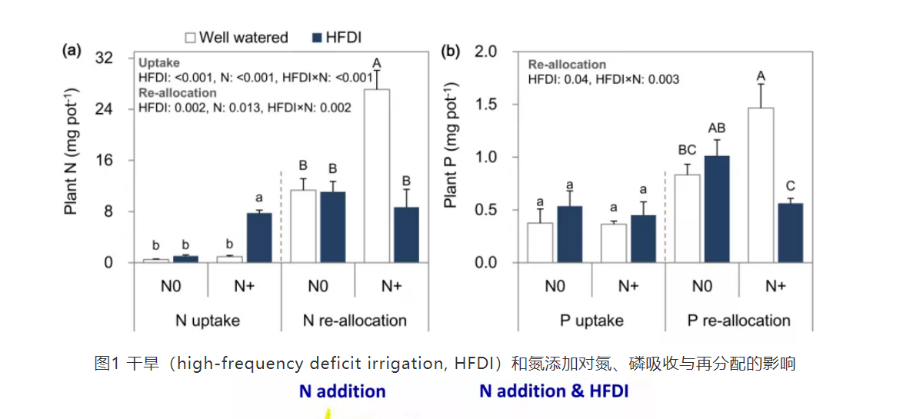 Well watered HFDI
(a)
Uptake
HFDI: <0.001, N: <0.001, HFDI×N: <0.001
Re-allocation
HFDI: 0.002, N: 0.013, HFDI×N: 0.002
Plant N (mg pot⁻¹)
32
24
16
8
0
b b b a B B A B
N0 N+ N0 N+
N uptake N re-allocation
(b)
Re-allocation
HFDI: 0.04, HFDI×N: 0.003
Plant P (mg pot⁻¹)
2.0
1.5
1.0
0.5
0.0
a a a a BC AB A C
N0 N+ N0 N+
P uptake P re-allocation
图1 干旱（high-frequency deficit irrigation, HFDI）和氮添加对氮、磷吸收与再分配的影响
N addition N addition & HFDI